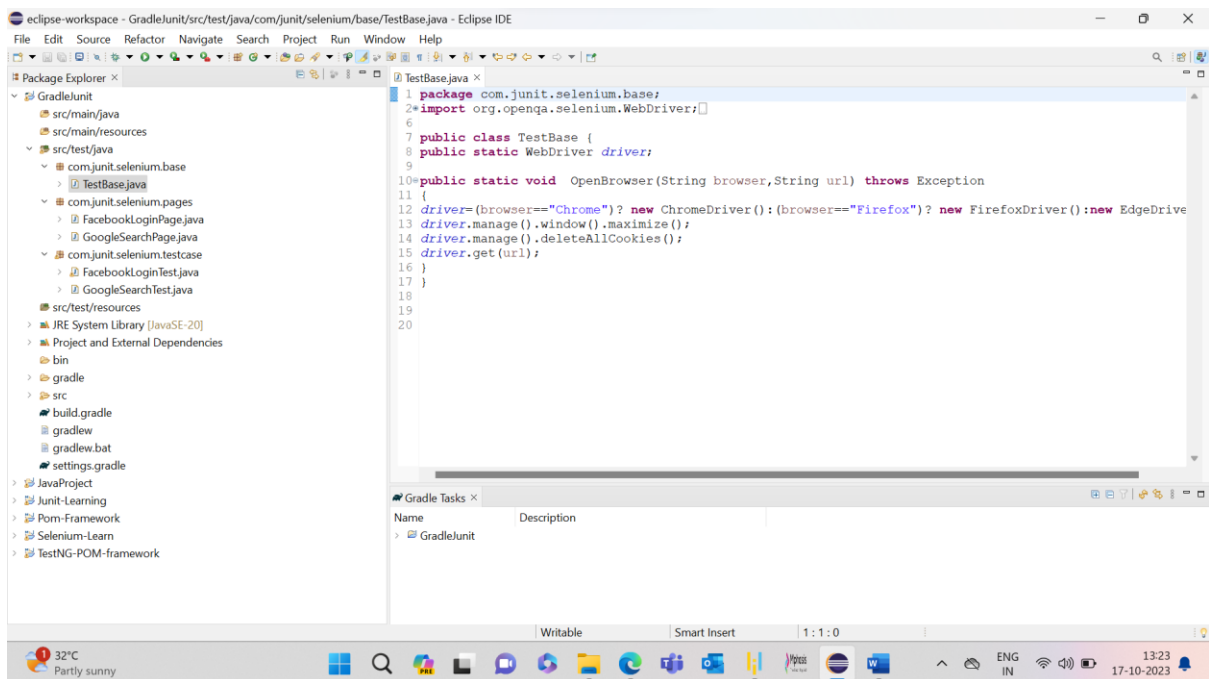 eclipse-workspace - GradleJunit/src/test/java/com/junit/selenium/base/TestBase.java - Eclipse IDE
File Edit Source Refactor Navigate Search Project Run Window Help
Package Explorer
GradleJunit
src/main/java
src/main/resources
src/test/java
com.junit.selenium.base
TestBase.java
com.junit.selenium.pages
FacebookLoginPage.java
GoogleSearchPage.java
com.junit.selenium.testcase
FacebookLoginTest.java
GoogleSearchTest.java
src/test/resources
JRE System Library [JavaSE-20]
Project and External Dependencies
bin
gradle
src
build.gradle
gradlew
gradlew.bat
settings.gradle
JavaProject
Junit-Learning
Pom-Framework
Selenium-Learn
TestNG-POM-framework
TestBase.java
1 package com.junit.selenium.base;
2 import org.openqa.selenium.WebDriver;
6
7 public class TestBase {
8 public static WebDriver driver;
9
10 public static void  OpenBrowser(String browser,String url) throws Exception
11 {
12 driver=(browser=="Chrome")? new ChromeDriver():(browser=="Firefox")? new FirefoxDriver():new EdgeDrive
13 driver.manage().window().maximize();
14 driver.manage().deleteAllCookies();
15 driver.get(url);
16 }
17 }
18
19
20
Gradle Tasks
Name Description
GradleJunit
Writable Smart Insert 1 : 1 : 0
1
32°C
Partly sunny
PRE
Mphasis
ENG
IN
13:23
17-10-2023